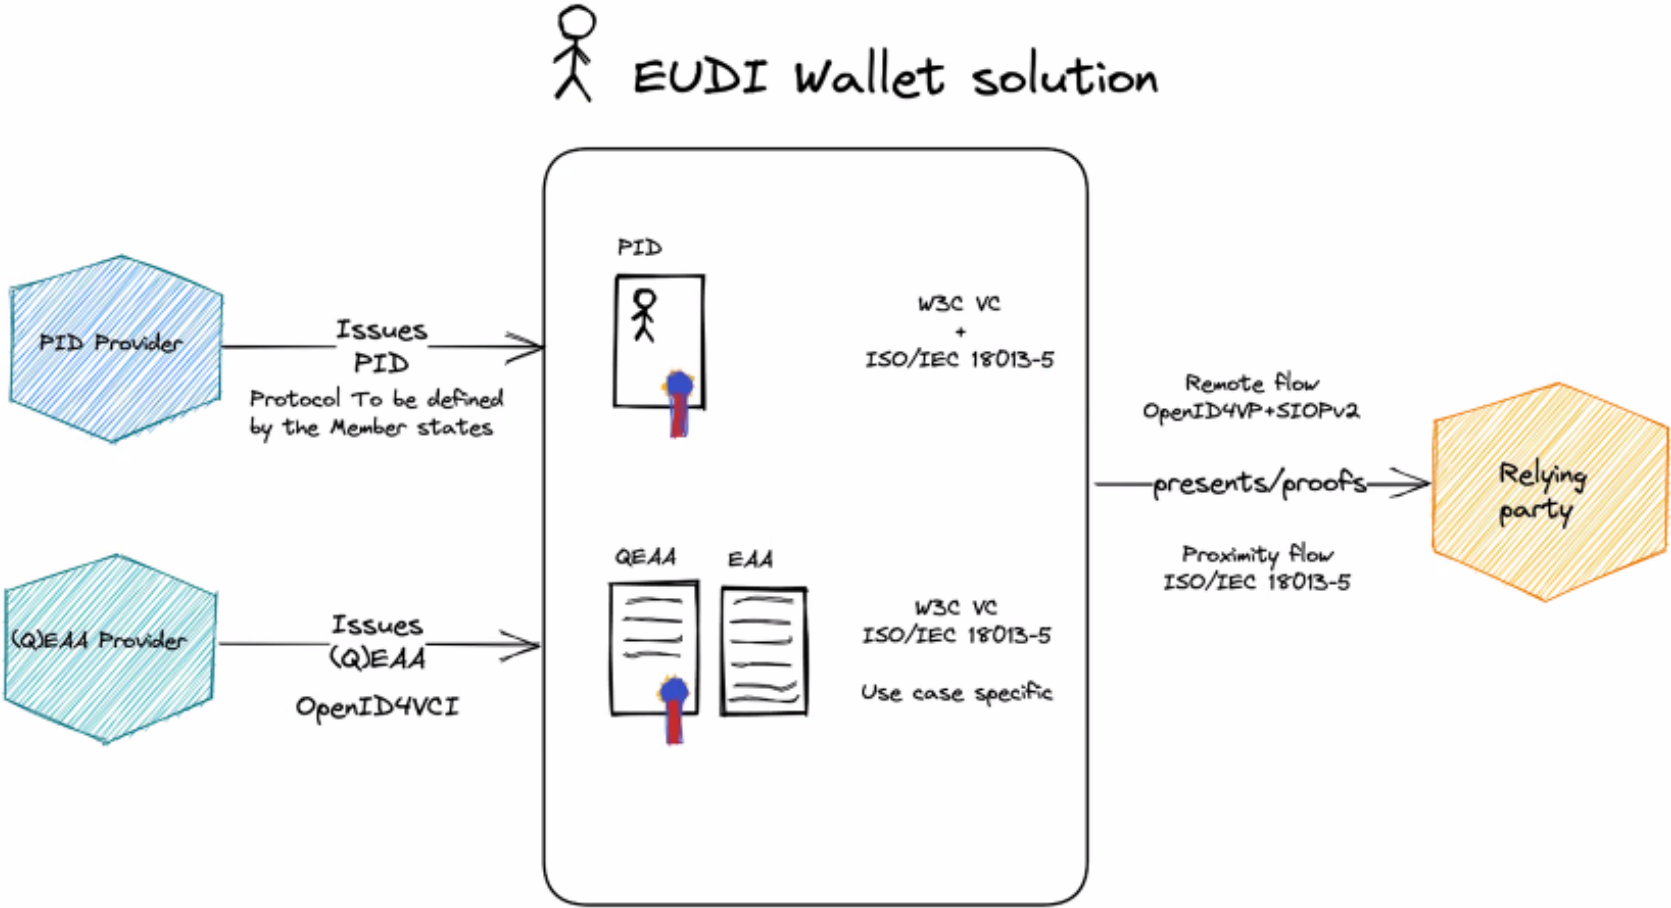 EUDI Wallet solution
PID Provider
Issues
PID
Protocol To be defined
by the Member states
(Q)EAA Provider
Issues
(Q)EAA
OpenID4VCI
PID
W3C VC
+
ISO/IEC 18013-5
QEAA
EAA
W3C VC
ISO/IEC 18013-5
Use case specific
Remote flow
OpenID4VP+SIOPv2
presents/proofs
Proximity flow
ISO/IEC 18013-5
Relying
party